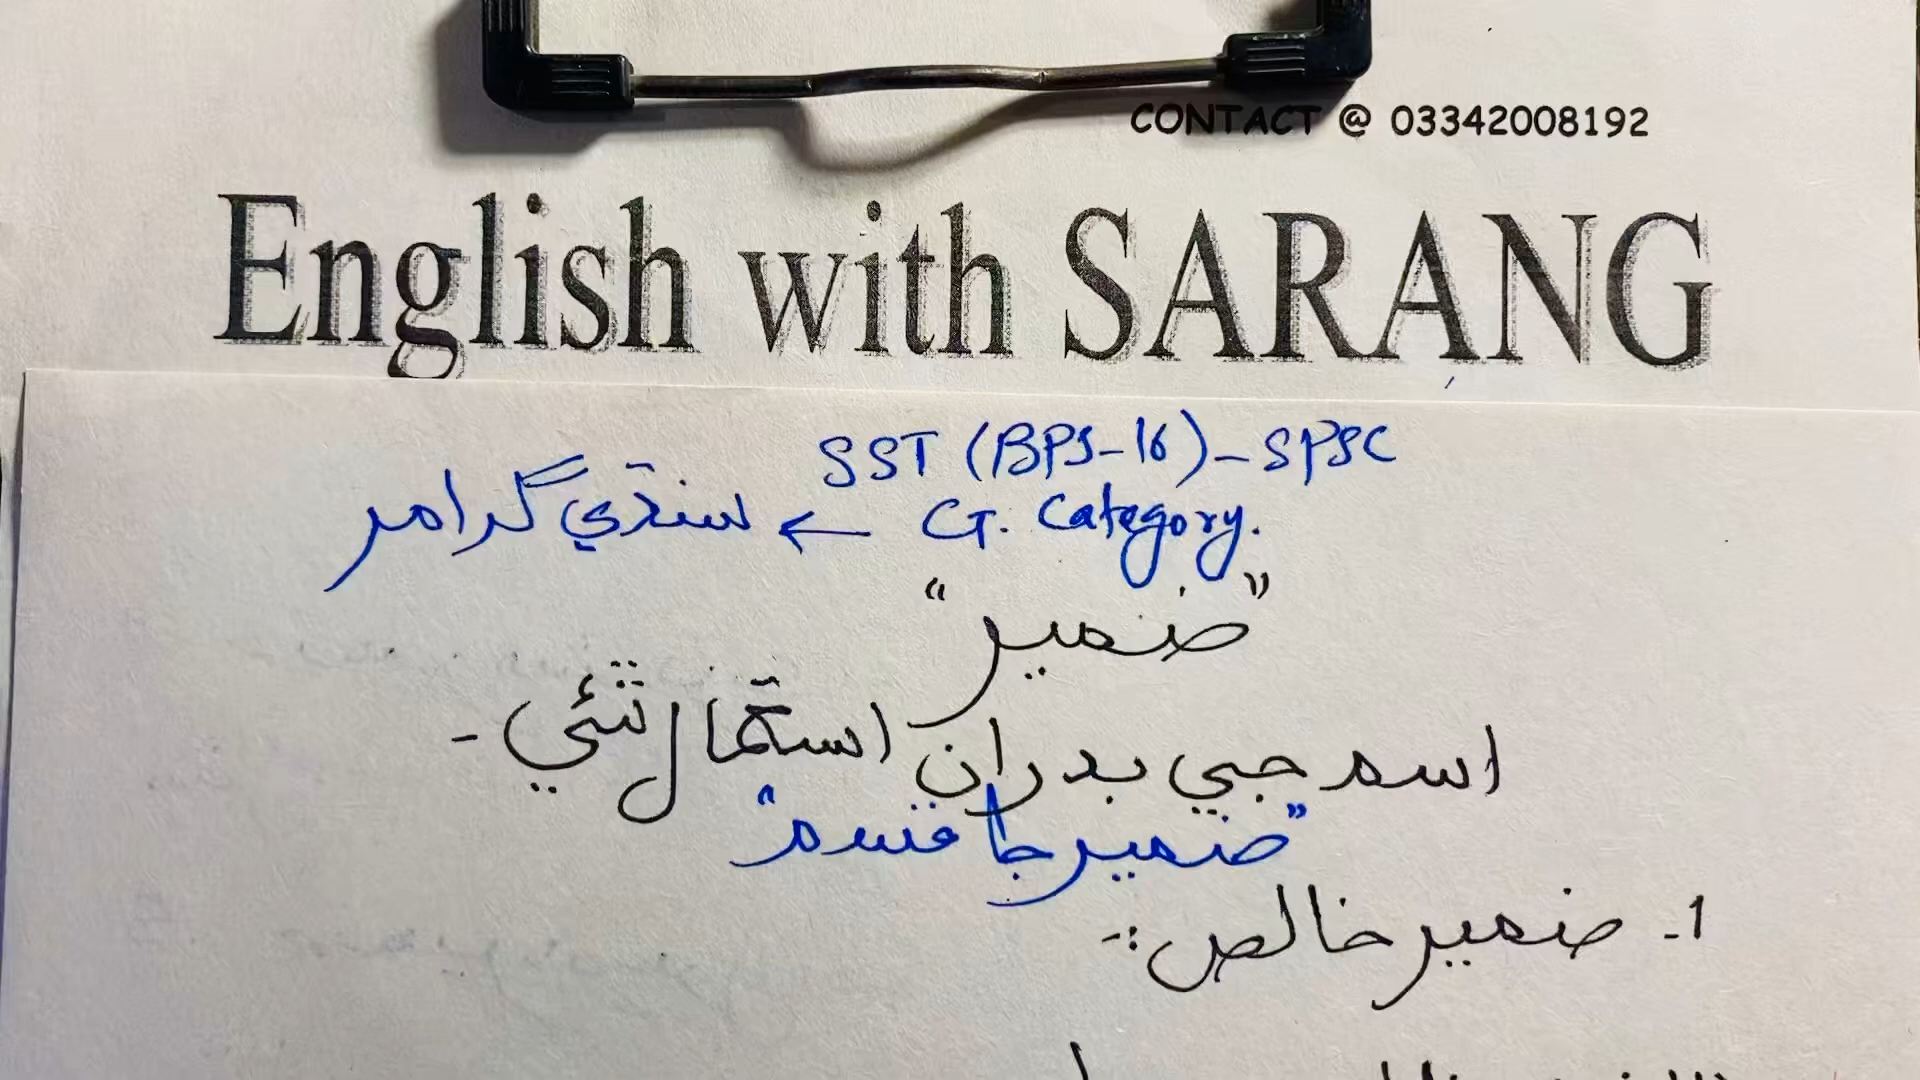 CONTACT @ 03342008192
English with SARANG
SST (BPS-16)-SPSC
G. Category. ← سنڌي گرامر
"ضمير"
اسم جي بدران استعمال ٿئي -
"ضمير جا قسم"
1- ضمير خالص:-